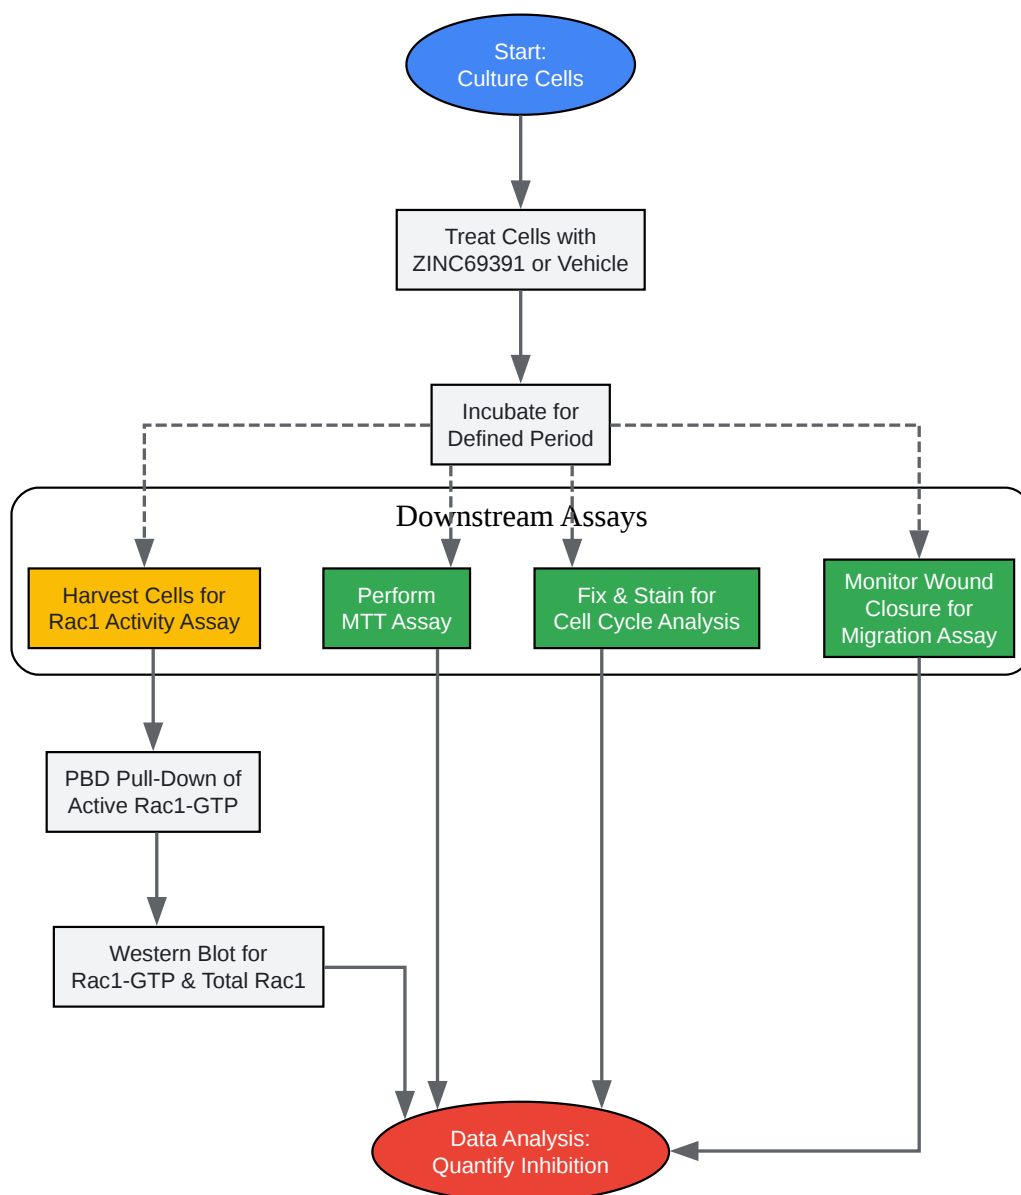 Start:
Culture Cells
Treat Cells with
ZINC69391 or Vehicle
Incubate for
Defined Period
Downstream Assays
Harvest Cells for
Rac1 Activity Assay
Perform
MTT Assay
Fix & Stain for
Cell Cycle Analysis
Monitor Wound
Closure for
Migration Assay
PBD Pull-Down of
Active Rac1-GTP
Western Blot for
Rac1-GTP & Total Rac1
Data Analysis:
Quantify Inhibition